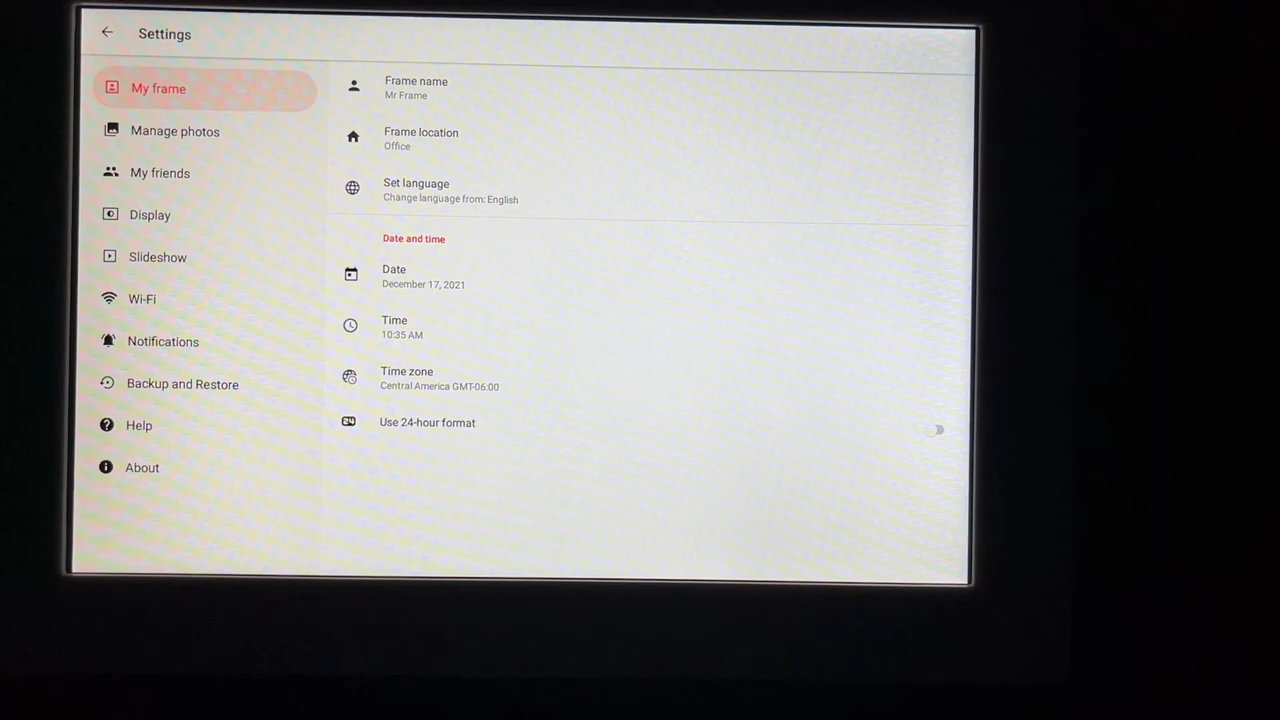 Settings
My frame
Manage photos
My friends
Display
Slideshow
Wi-Fi
Notifications
Backup and Restore
Help
About
Frame name
Mr Frame
Frame location
Office
Set language
Change language from: English
Date and time
Date
December 17, 2021
Time
10:35 AM
Time zone
Central America GMT-06:00
24
Use 24-hour format